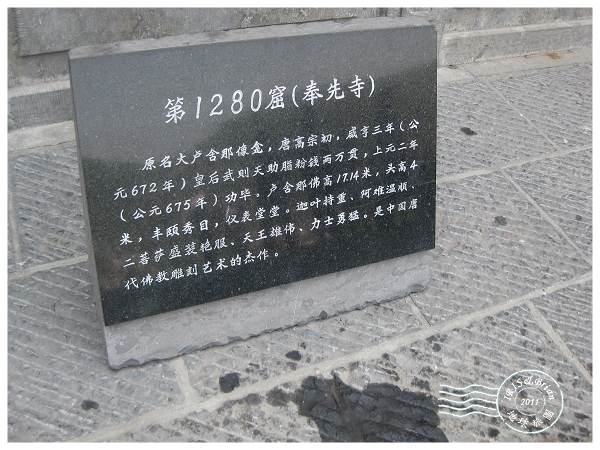 第1280窟(奉先寺)
原名大卢舍那像龛，唐高宗初，咸亨三年（公
元672年）皇后武则天助脂粉钱两万贯，上元二年
（公元675年）功毕。卢舍那佛高17.14米，头高4
米，丰颐秀目，仪表堂堂。迦叶持重、阿难温顺、
二菩萨盛装艳服、天王雄伟、力士勇猛。是中国唐
代佛教雕刻艺术的杰作。
IRIS & Brian
2011